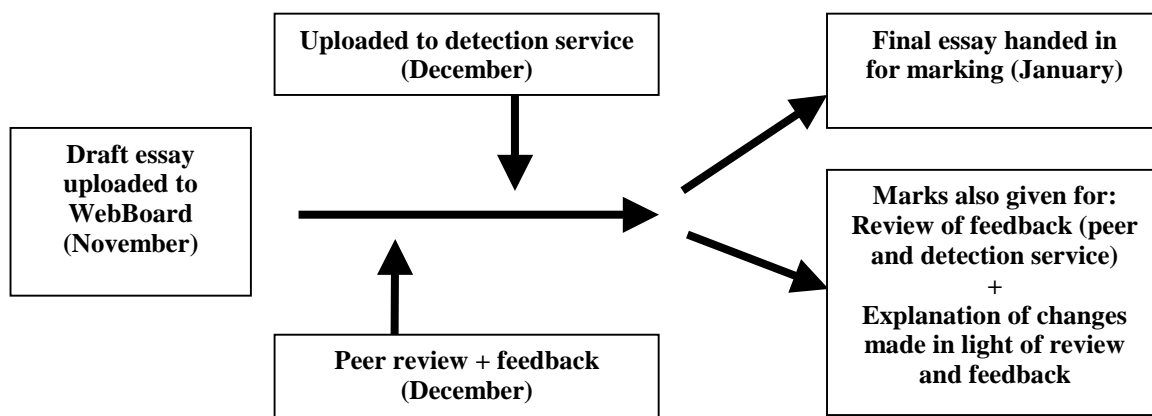 Draft essay
uploaded to
WebBoard
(November)
Uploaded to detection service
(December)
Peer review + feedback
(December)
Final essay handed in
for marking (January)
Marks also given for:
Review of feedback (peer
and detection service)
+
Explanation of changes
made in light of review
and feedback